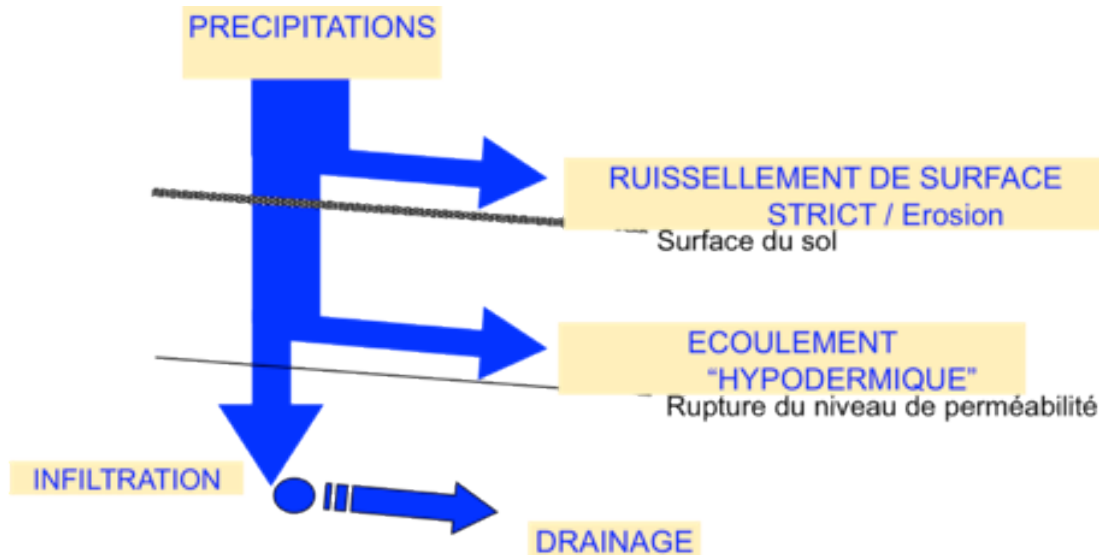 PRECIPITATIONS
RUISSELLEMENT DE SURFACE
STRICT / Erosion
Surface du sol
ECOULEMENT
“HYPODERMIQUE”
Rupture du niveau de perméabilité
INFILTRATION
DRAINAGE